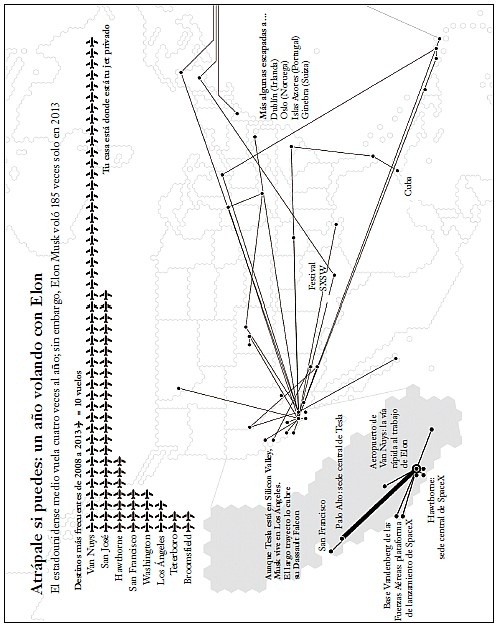 Atrápale si puedes: un año volando con Elon
El estadounidense medio vuela cuatro veces al año; sin embargo, Elon Musk voló 185 veces solo en 2013
Destinos más frecuentes de 2008 a 2013 = 10 vuelos
Van Nuys
San José
Hawthorne
San Francisco
Washington
Los Ángeles
Teterboro
Broomsfield
Tu casa está donde está tu jet privado
Más algunas escapadas a...
Dublín (Irlanda)
Oslo (Noruega)
Islas Azores (Portugal)
Ginebra (Suiza)
Cuba
Festival
SXSW
Aunque Tesla está en Silicon Valley,
Musk vive en Los Ángeles.
El largo trayecto lo cubre
su Dassault Falcon
San Francisco
Palo Alto: sede central de Tesla
Aeropuerto de
Van Nuys: la vía
rápida al trabajo
de Elon
Base Vandenberg de las
Fuerzas Aéreas: plataforma
de lanzamiento de SpaceX
Hawthorne:
sede central de SpaceX